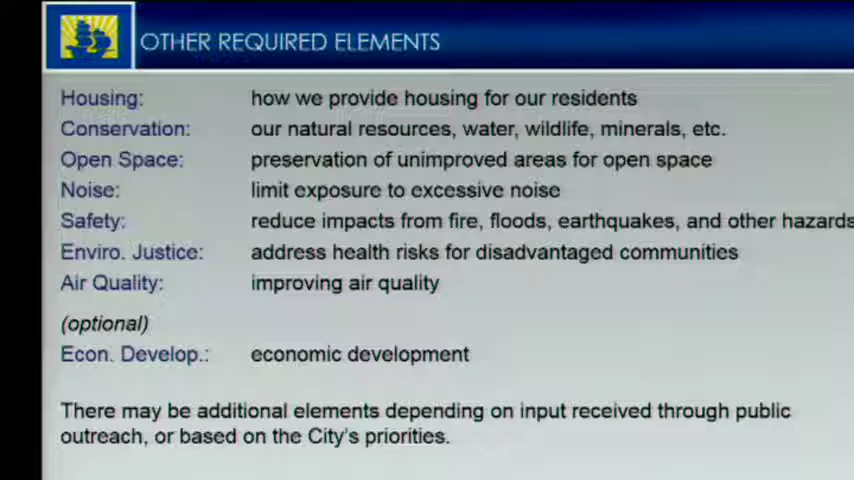 OTHER REQUIRED ELEMENTS
Housing: how we provide housing for our residents
Conservation: our natural resources, water, wildlife, minerals, etc.
Open Space: preservation of unimproved areas for open space
Noise: limit exposure to excessive noise
Safety: reduce impacts from fire, floods, earthquakes, and other hazards
Enviro. Justice: address health risks for disadvantaged communities
Air Quality: improving air quality
(optional)
Econ. Develop.: economic development
There may be additional elements depending on input received through public
outreach, or based on the City's priorities.